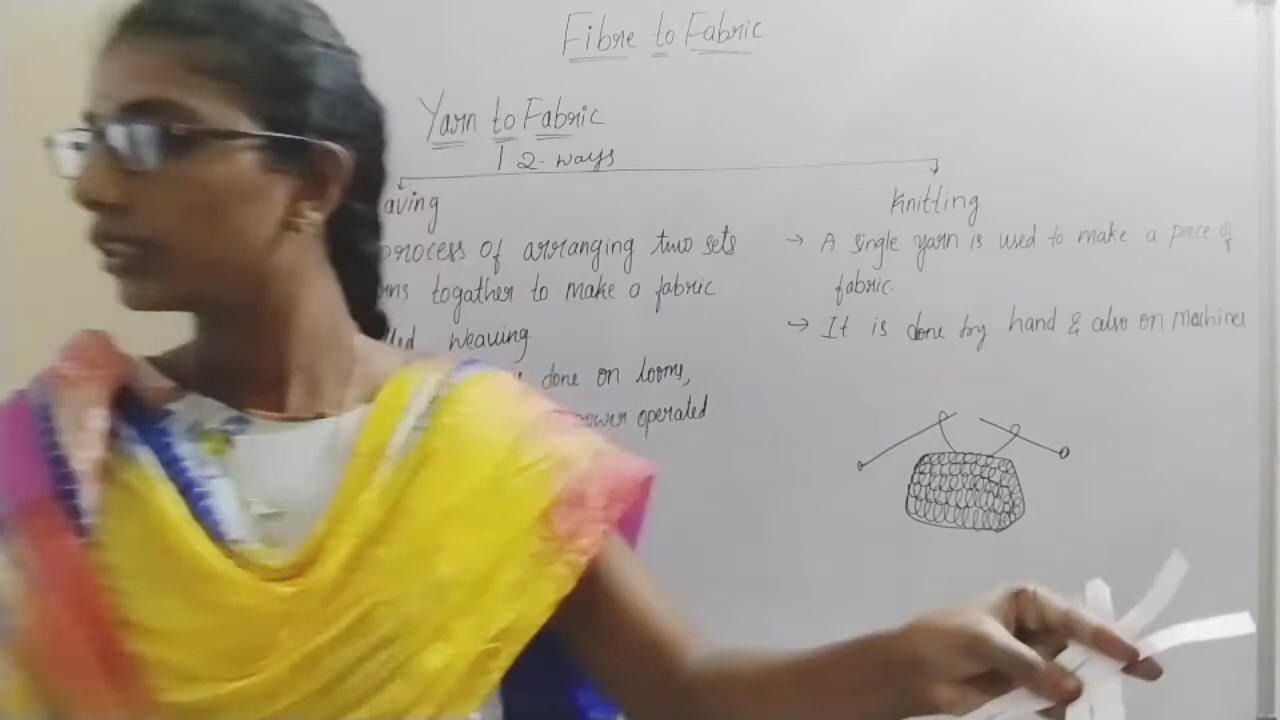 Fibre to Fabric
Yarn to Fabric
2 ways
aving
process of arranging two sets
togather to make a fabric
weaving
done on looms,
power operated
Knitting
→ A single yarn is used to make a piece of
fabric.
→ It is done by hand & also on machines